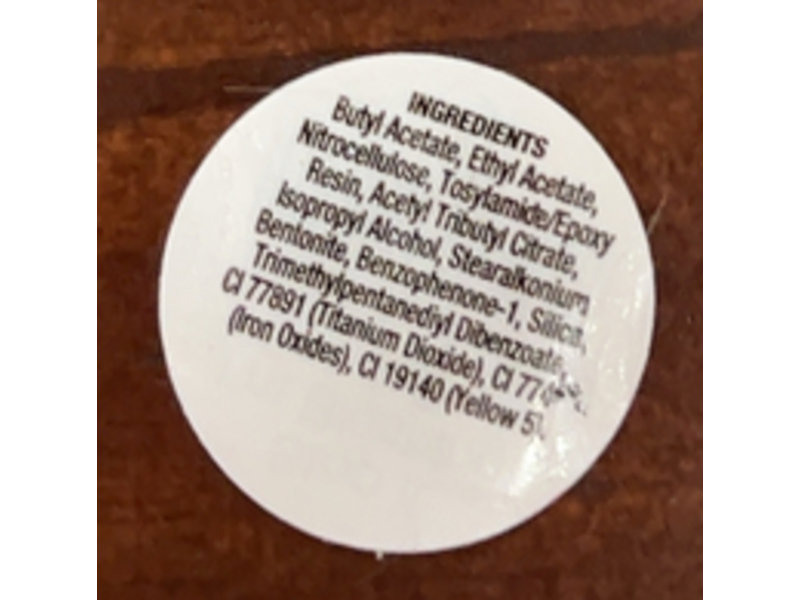 INGREDIENTS
Butyl Acetate, Ethyl Acetate,
Nitrocellulose, Tosylamide/Epoxy
Resin, Acetyl Tributyl Citrate,
Isopropyl Alcohol, Stearalkonium
Bentonite, Benzophenone-1, Silica,
Trimethylpentanediyl Dibenzoate,
CI 77891 (Titanium Dioxide), CI
(Iron Oxides), CI 19140 (Yellow 5).